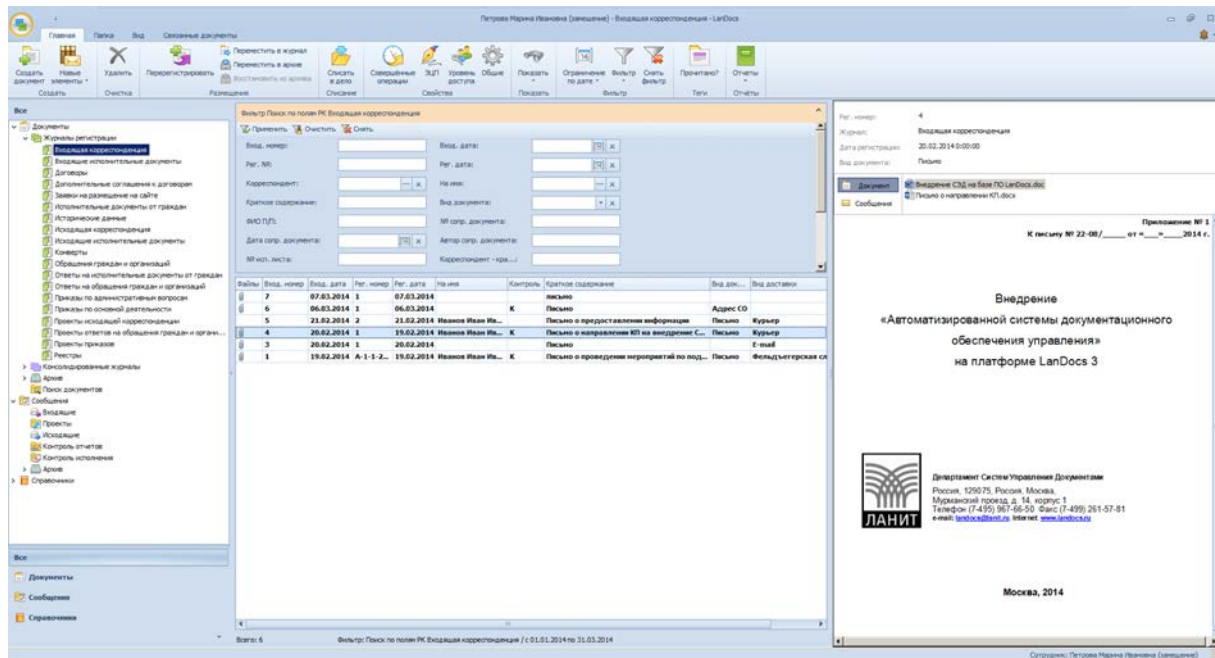 Петрова Марина Ивановна (замещение) - Входящая корреспонденция - LanDocs
Главная Папка Вид Связанные документы
Создать документ Новые элементы Удалить Перерегистрировать
Переместить в журнал
Переместить в архив
Восстановить из архива
Списать в дело Совершённые операции ЭЦП Уровень доступа Общие Показать Ограничение по дате Фильтр Снять фильтр Прочитано? Отчеты
Создать Очистка Размещение Списание Свойства Показать Фильтр Теги Отчёты
Все
Документы
Журналы регистрации
Входящая корреспонденция
Входящие исполнительные документы
Договоры
Дополнительные соглашения к договорам
Заявки на размещение на сайте
Исполнительные документы от граждан
Исторические данные
Исходящая корреспонденция
Исходящие исполнительные документы
Конверты
Обращения граждан и организаций
Ответы на исполнительные документы от граждан
Ответы на обращения граждан и организаций
Приказы по административным вопросам
Приказы по основной деятельности
Проекты исходящей корреспонденции
Проекты ответов на обращения граждан и органи...
Проекты приказов
Реестры
Консолидированные журналы
Архив
Поиск документов
Сообщения
Входящие
Проекты
Исходящие
Контроль отчетов
Контроль исполнения
Архив
Справочники
Все
Документы
Сообщения
Справочники
Фильтр Поиск по полям РК Входящая корреспонденция
Применить Очистить Снять
Вход. номер: Вход. дата:
Рег. №: Рег. дата:
Корреспондент: На имя:
Краткое содержание: Вид документа:
ФИО П/П: № сопр. документа:
Дата сопр. документа: Автор сопр. документа:
№ исп. листа: Корреспондент - кра...:
Файлы Вход. номер Вход. дата Рег. номер Рег. дата На имя Контроль Краткое содержание Вид док... Вид доставки
7 07.03.2014 1 07.03.2014 письмо
6 06.03.2014 1 06.03.2014 К Письмо Адрес СО
5 21.02.2014 2 21.02.2014 Иванов Иван Ив... Письмо о предоставлении информации Письмо Курьер
4 20.02.2014 1 19.02.2014 Иванов Иван Ив... К Письмо о направлении КП на внедрение С... Письмо Курьер
3 20.02.2014 1 20.02.2014 Письмо E-mail
1 19.02.2014 А-1-1-2... 19.02.2014 Иванов Иван Ив... К Письмо о проведении мероприятий по под... Письмо Фельдъегерская сл
Всего: 6 Фильтр: Поиск по полям РК Входящая корреспонденция / с 01.01.2014 по 31.03.2014
Рег. номер: 4
Журнал: Входящая корреспонденция
Дата регистрации: 20.02.2014 0:00:00
Вид документа: Письмо
Документ
Сообщения
Внедрение СЭД на базе ПО LanDocs.doc
Письмо о направлении КП.docx
Приложение № 1
К письму № 22-08/_____ от «___»_____2014 г.
Внедрение
«Автоматизированной системы документационного
обеспечения управления»
на платформе LanDocs 3
ЛАНИТ
Департамент Систем Управления Документами
Россия, 129075, Россия, Москва,
Мурманский проезд, д. 14, корпус 1
Телефон (7-495) 967-66-50 Факс (7-499) 261-57-81
e-mail: landocs@lanit.ru Internet: www.landocs.ru
Москва, 2014
Сотрудник: Петрова Марина Ивановна (замещение)